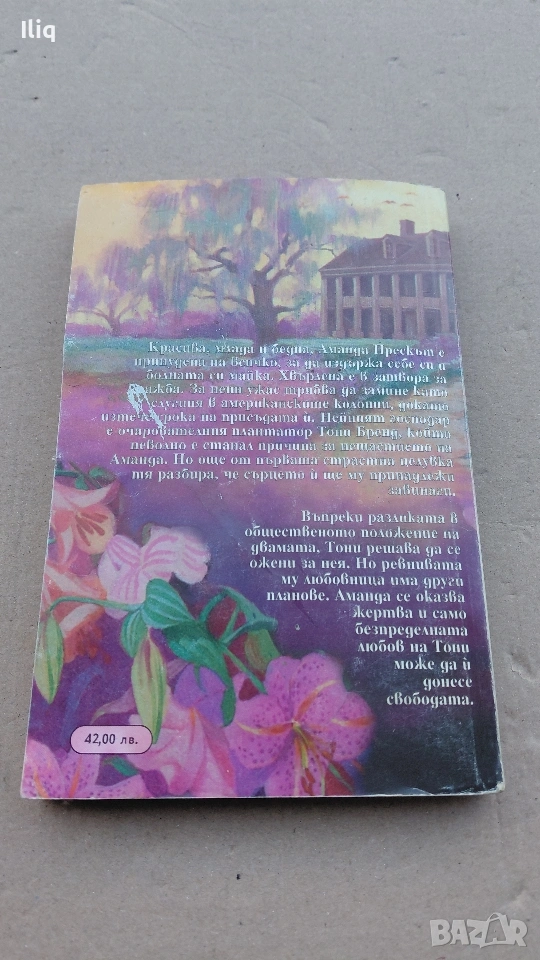 Iliq
Красива, млада и бедна, Аманда Прескът е
принудена на всичко, за да издържа себе си и
болната си майка. Хвърлена е в затвора за
кражба. За неин ужас трябва да замине като
слугиня в американските колонии, докато
изтече срока на присъдата ѝ. Нейният господар
е очарователния плантатор Тони Бренд, който
неволно е станал причина за нещастието на
Аманда. Но още от първата страстна целувка
тя разбира, че сърцето ѝ ще му принадлежи
завинаги.
Въпреки разликата в
общественото положение на
двамата, Тони решава да се
ожени за нея. Но ревнивата
му любовница има други
планове. Аманда се оказва
жертва и само
безпределната
любов на Тони
може да ѝ
донесе
свободата.
42,00 лв.
BAZAR